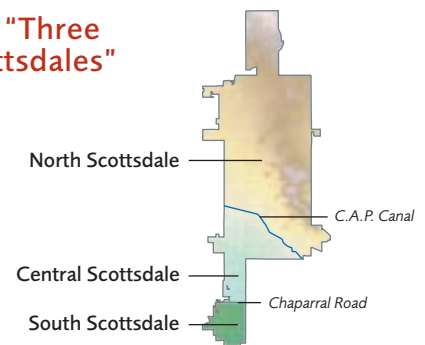 “Three
ttsdales”
North Scottsdale
C.A.P. Canal
Central Scottsdale
Chaparral Road
South Scottsdale